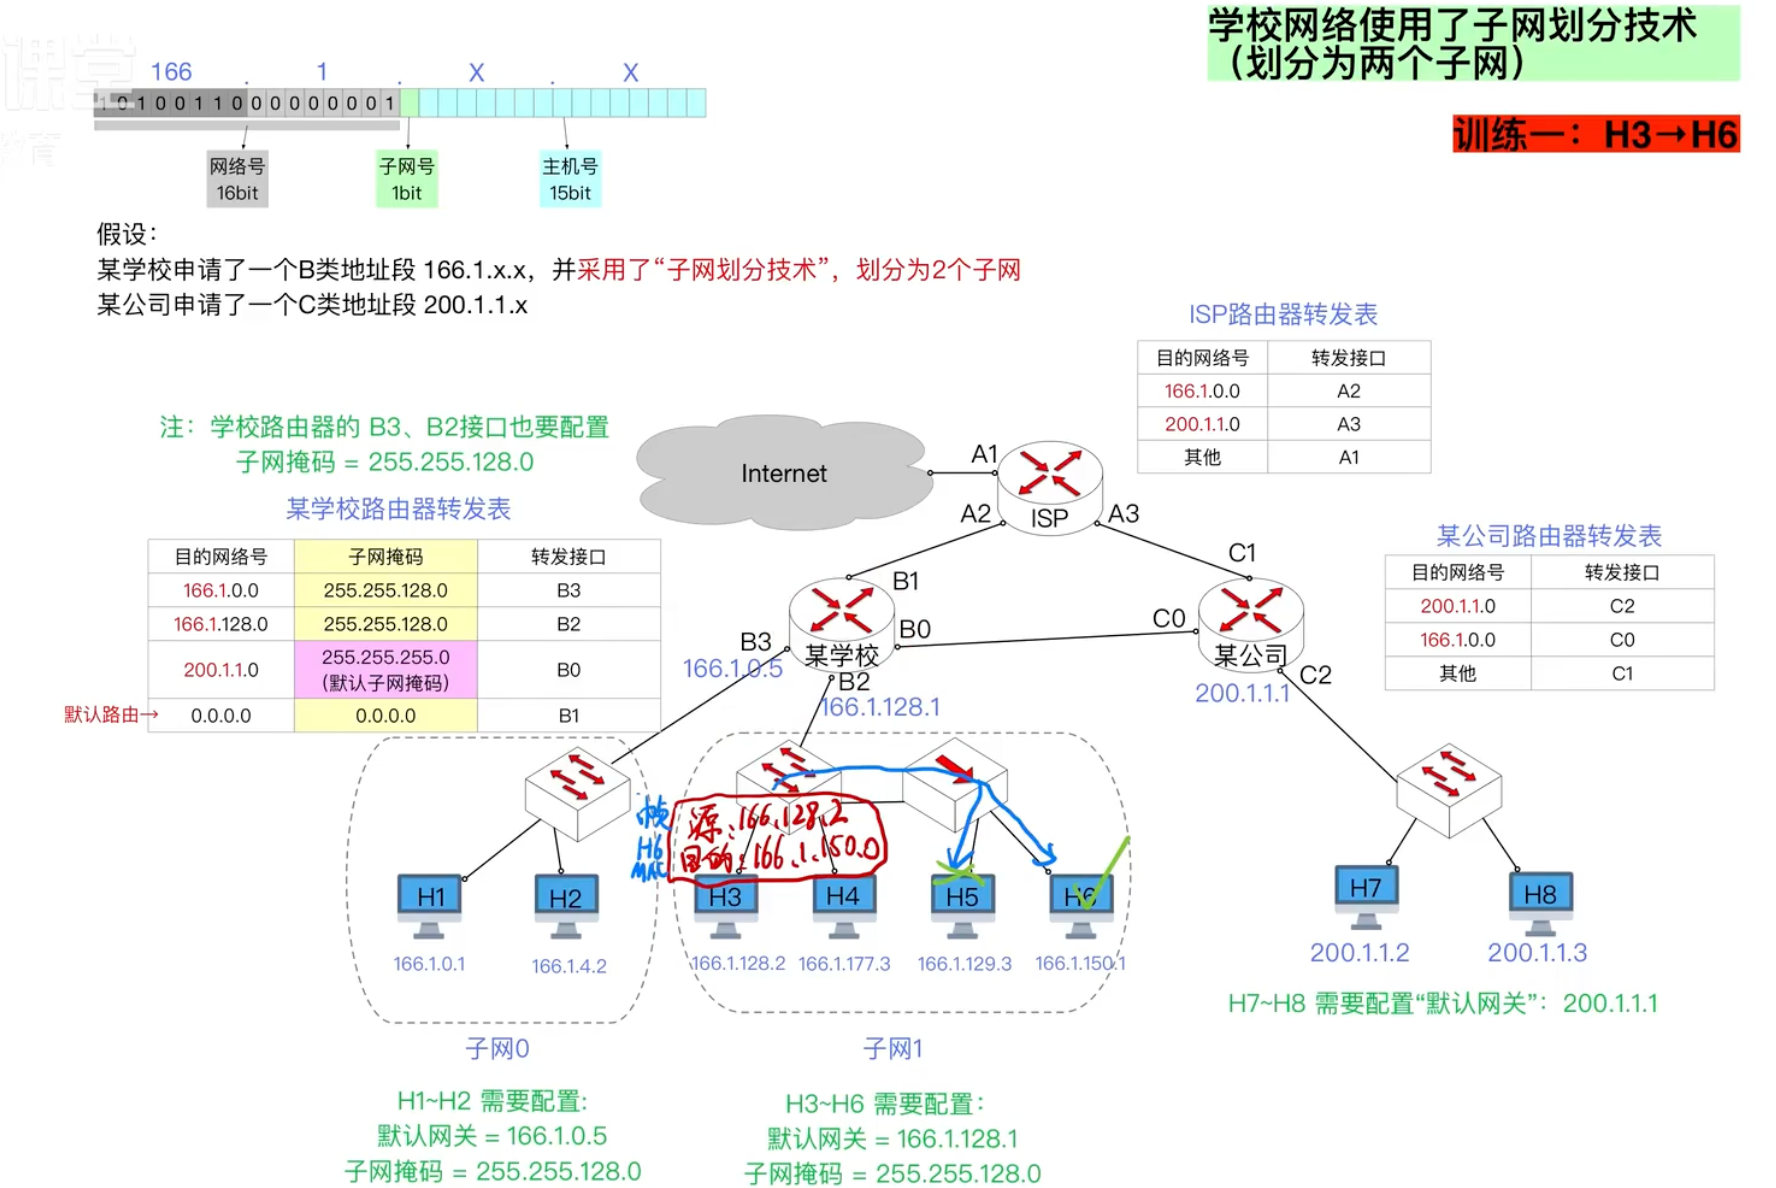 学校网络使用了子网划分技术
（划分为两个子网）
训练一：H3→H6
课堂
教育
166 . 1 . X . X
1 0 1 0 0 1 1 0 0 0 0 0 0 0 0 1
网络号
16bit
子网号
1bit
主机号
15bit
假设：
某学校申请了一个B类地址段 166.1.x.x，并采用了“子网划分技术”，划分为2个子网
某公司申请了一个C类地址段 200.1.1.x
ISP路由器转发表
目的网络号 转发接口
166.1.0.0 A2
200.1.1.0 A3
其他 A1
注：学校路由器的 B3、B2接口也要配置
子网掩码 = 255.255.128.0
某学校路由器转发表
目的网络号 子网掩码 转发接口
166.1.0.0 255.255.128.0 B3
166.1.128.0 255.255.128.0 B2
200.1.1.0 255.255.255.0 B0
(默认子网掩码)
默认路由→ 0.0.0.0 0.0.0.0 B1
Internet
A1
A2
ISP
A3
某公司路由器转发表
目的网络号 转发接口
200.1.1.0 C2
166.1.0.0 C0
其他 C1
B1
C1
B3
某学校
B0
C0
某公司
166.1.0.5
B2
166.1.128.1
C2
200.1.1.1
帧
H6
MAC
源：166.128.2
目的：166.1.150.0
H1
H2
H3
H4
H5
H6
H7
H8
166.1.0.1
166.1.4.2
166.1.128.2
166.1.177.3
166.1.129.3
166.1.150.1
200.1.1.2
200.1.1.3
H7~H8 需要配置“默认网关”：200.1.1.1
子网0
子网1
H1~H2 需要配置:
默认网关 = 166.1.0.5
子网掩码 = 255.255.128.0
H3~H6 需要配置：
默认网关 = 166.1.128.1
子网掩码 = 255.255.128.0